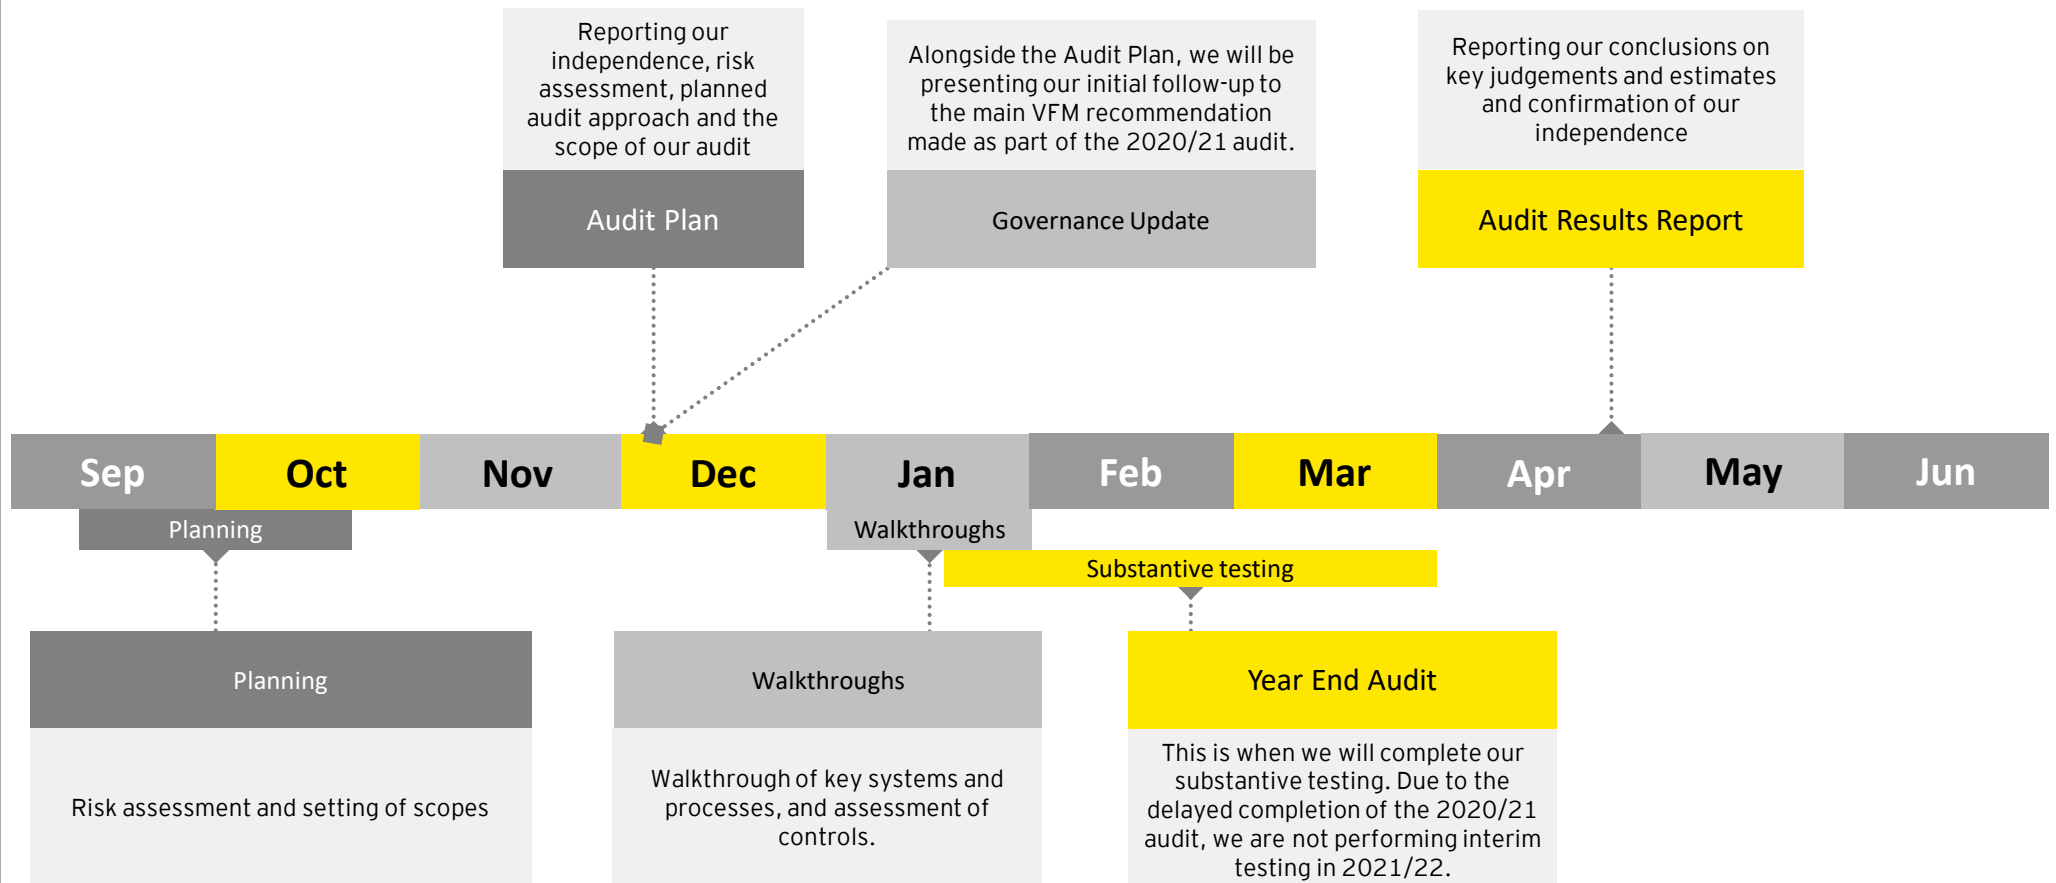 Reporting our
independence, risk
assessment, planned
audit approach and the
scope of our audit
Audit Plan
Alongside the Audit Plan, we will be
presenting our initial follow-up to
the main VFM recommendation
made as part of the 2020/21 audit.
Governance Update
Reporting our conclusions on
key judgements and estimates
and confirmation of our
independence
Audit Results Report
Sep
Oct
Nov
Dec
Jan
Feb
Mar
Apr
May
Jun
Planning
Walkthroughs
Substantive testing
Planning
Risk assessment and setting of scopes
Walkthroughs
Walkthrough of key systems and
processes, and assessment of
controls.
Year End Audit
This is when we will complete our
substantive testing. Due to the
delayed completion of the 2020/21
audit, we are not performing interim
testing in 2021/22.